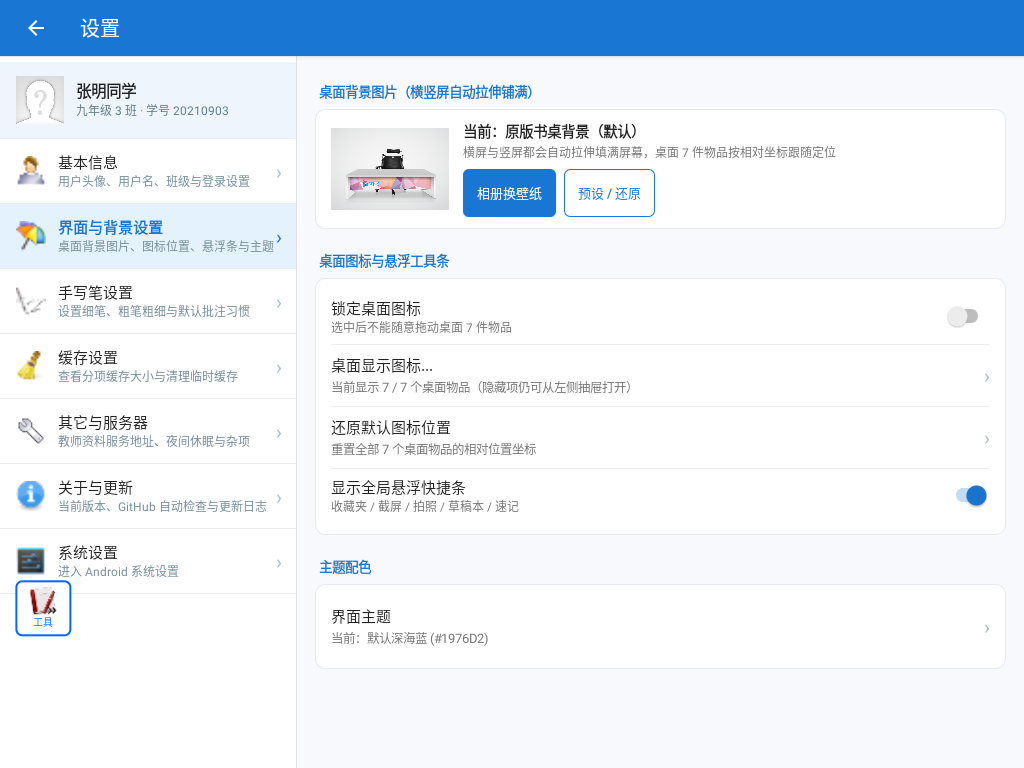 设置
张明同学
九年级 3 班 · 学号 20210903
基本信息
用户头像、用户名、班级与登录设置
界面与背景设置
桌面背景图片、图标位置、悬浮条与主题
手写笔设置
设置细笔、粗笔粗细与默认批注习惯
缓存设置
查看分项缓存大小与清理临时缓存
其它与服务器
教师资料服务地址、夜间休眠与杂项
关于与更新
当前版本、GitHub 自动检查与更新日志
系统设置
进入 Android 系统设置
工具
桌面背景图片（横竖屏自动拉伸铺满）
当前：原版书桌背景（默认）
横屏与竖屏都会自动拉伸填满屏幕，桌面 7 件物品按相对坐标跟随定位
相册换壁纸
预设 / 还原
桌面图标与悬浮工具条
锁定桌面图标
选中后不能随意拖动桌面 7 件物品
桌面显示图标...
当前显示 7 / 7 个桌面物品（隐藏项仍可从左侧抽屉打开）
还原默认图标位置
重置全部 7 个桌面物品的相对位置坐标
显示全局悬浮快捷条
收藏夹 / 截屏 / 拍照 / 草稿本 / 速记
主题配色
界面主题
当前：默认深海蓝 (#1976D2)